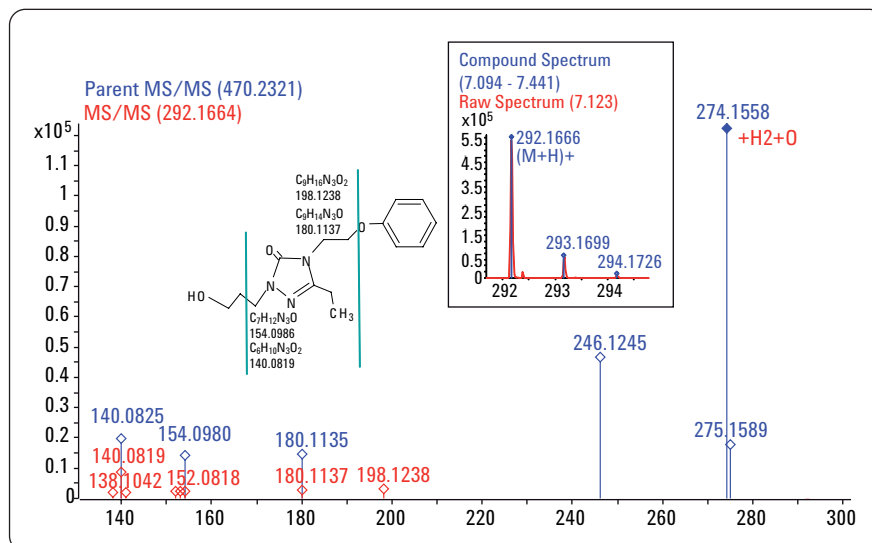 Parent MS/MS (470.2321)
MS/MS (292.1664)
x10⁵
1.1
1
0.9
0.8
0.7
0.6
0.5
0.4
0.3
0.2
0.1
0
140
160
180
200
220
240
260
280
300
C₉H₁₆N₃O₂
198.1238
C₉H₁₄N₃O
180.1137
O
O
N
N
N
HO
CH₃
C₇H₁₂N₃O
154.0986
C₆H₁₀N₃O₂
140.0819
Compound Spectrum
(7.094 - 7.441)
Raw Spectrum (7.123)
x10⁵
5.5
4.5
3.5
2.5
1.5
0.5
0
292.1666
(M+H)+
293.1699
294.1726
292
293
294
274.1558
+H2+O
246.1245
275.1589
140.0825
154.0980
180.1135
140.0819
138.1042
152.0818
180.1137
198.1238